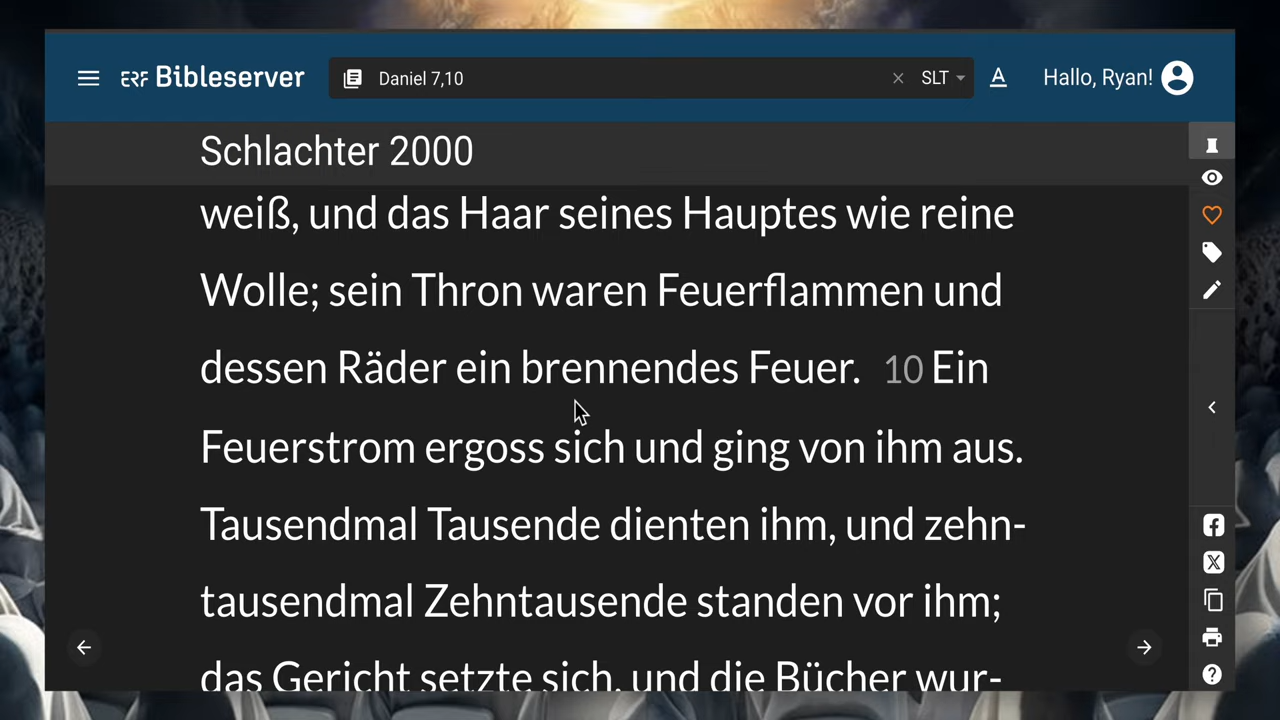 ERF Bibleserver
Daniel 7,10
SLT
A
Hallo, Ryan!
Schlachter 2000
weiß, und das Haar seines Hauptes wie reine
Wolle; sein Thron waren Feuerflammen und
dessen Räder ein brennendes Feuer. 10 Ein
Feuerstrom ergoss sich und ging von ihm aus.
Tausendmal Tausende dienten ihm, und zehn-
tausendmal Zehntausende standen vor ihm;
das Gericht setzte sich, und die Bücher wur-